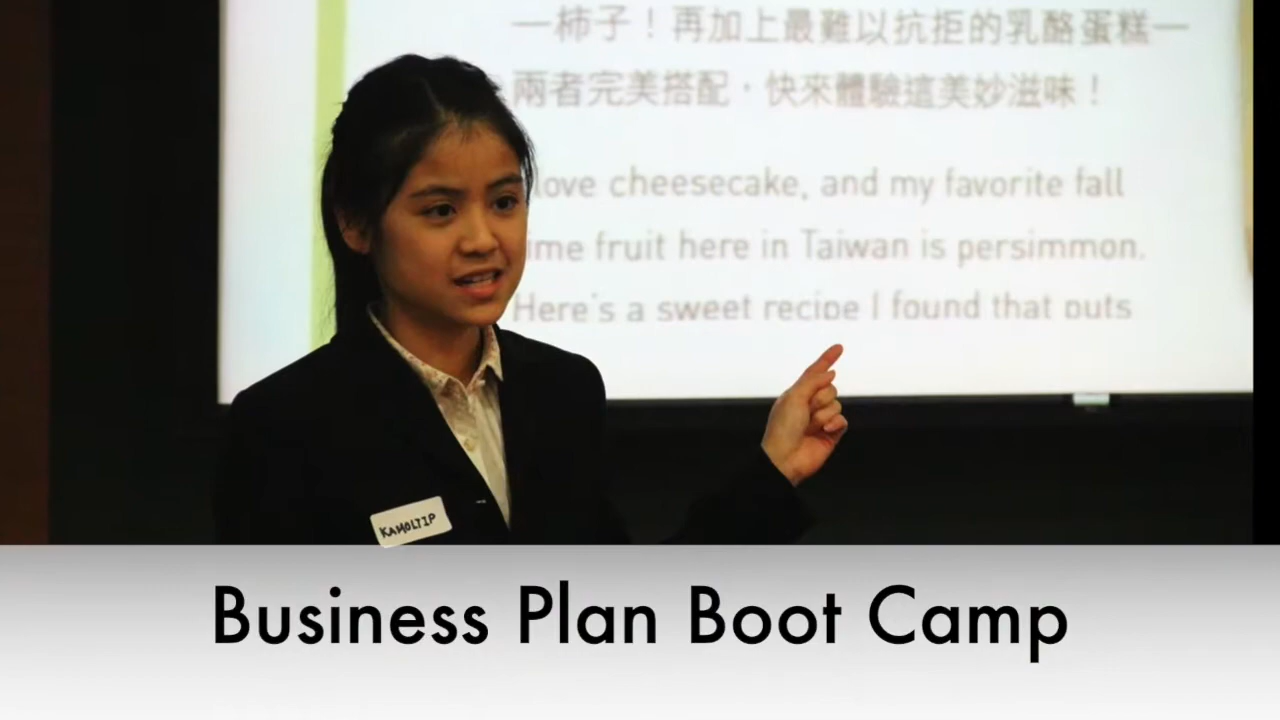 —柿子！再加上最難以抗拒的乳酪蛋糕—
兩者完美搭配，快來體驗這美妙滋味！
love cheesecake, and my favorite fall
ime fruit here in Taiwan is persimmon.
Here's a sweet recipe I found that puts
KAMOLTIP
Business Plan Boot Camp